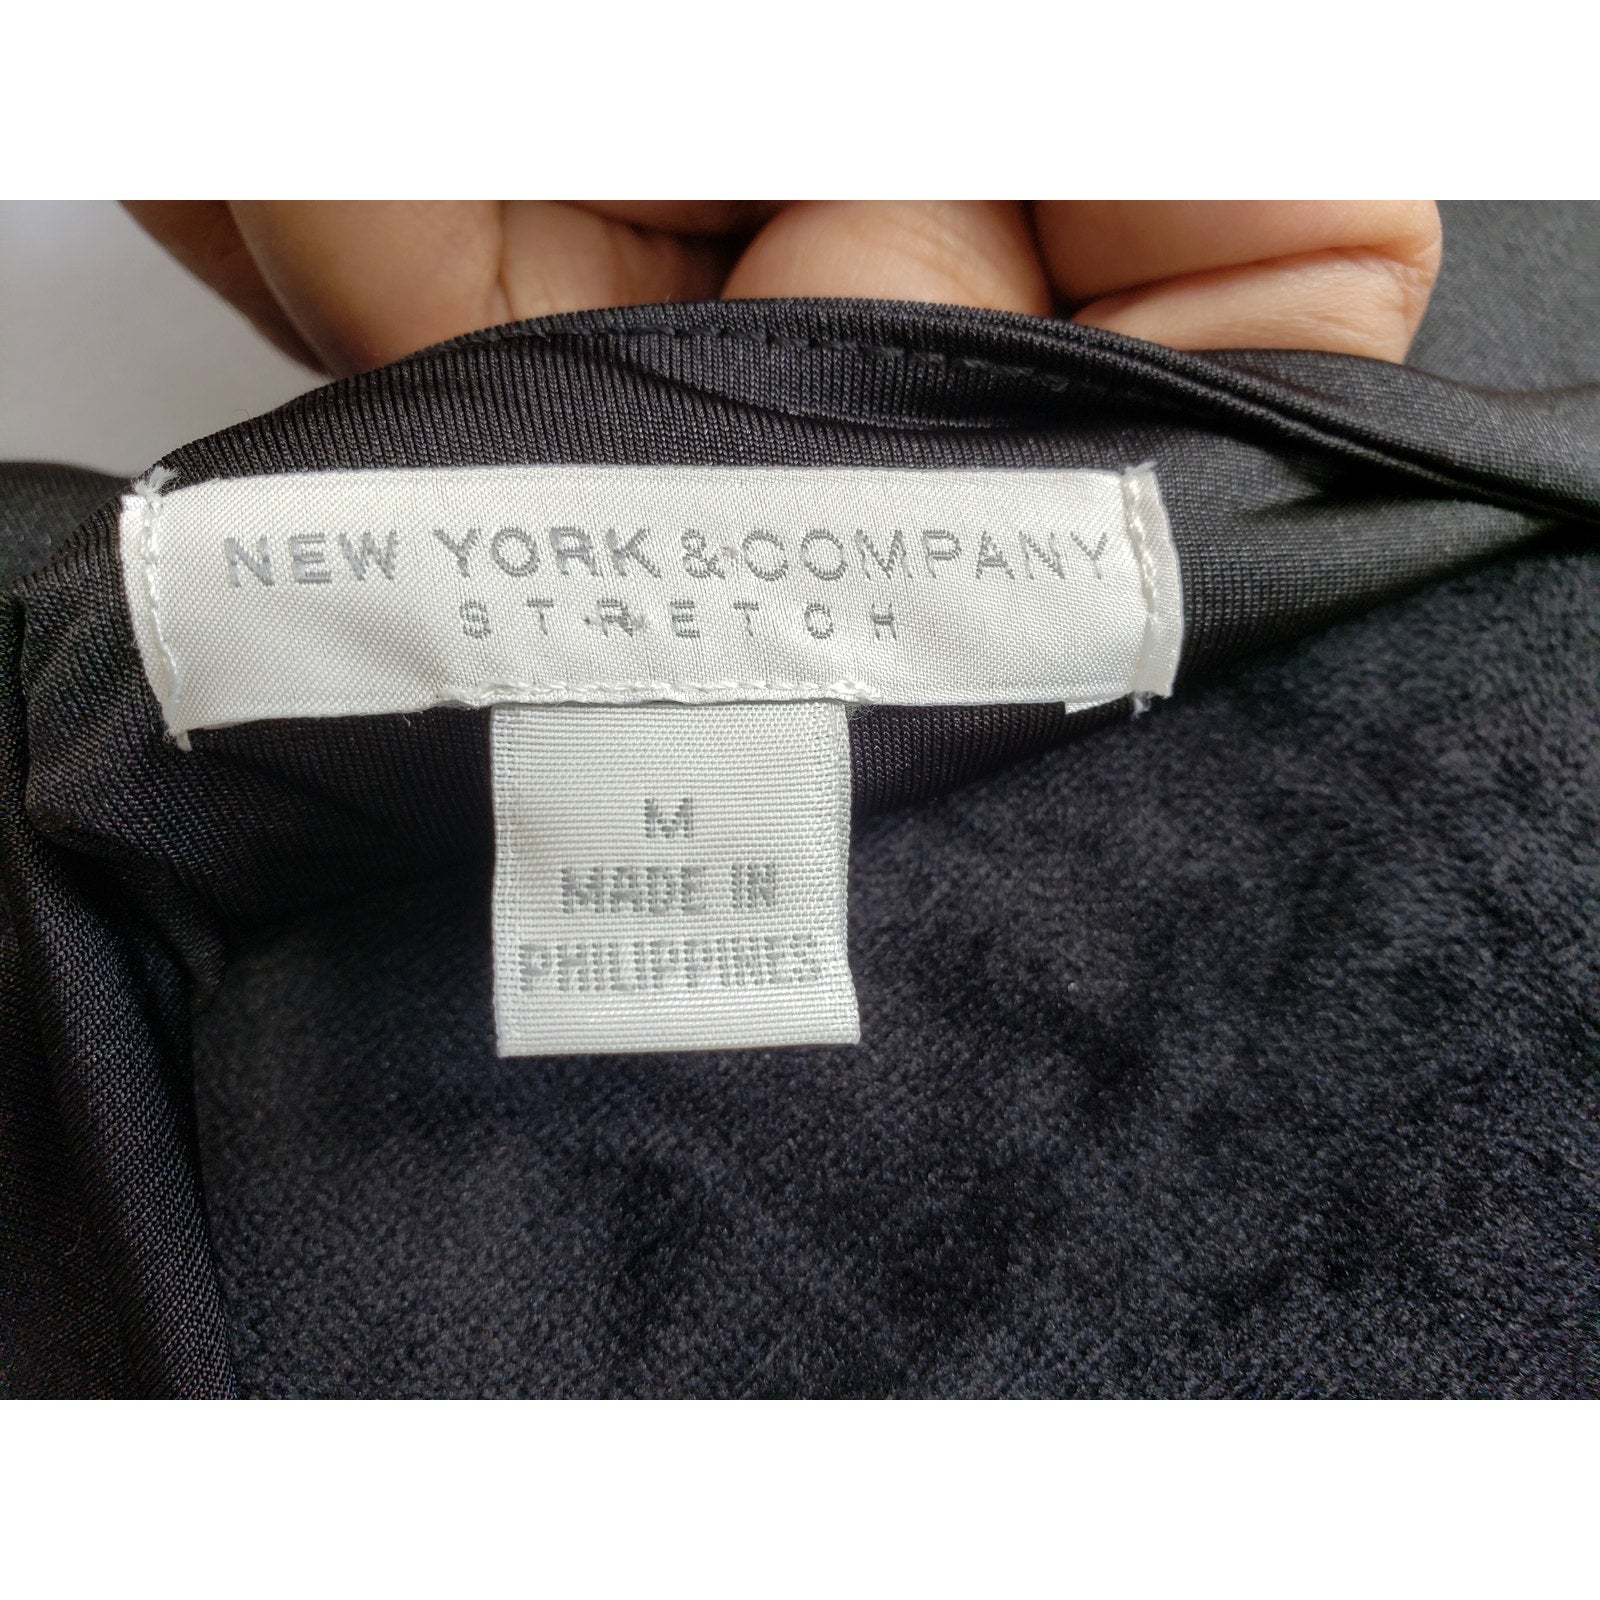 NEW YORK & COMPANY
STRETCH
M
MADE IN
PHILIPPINES